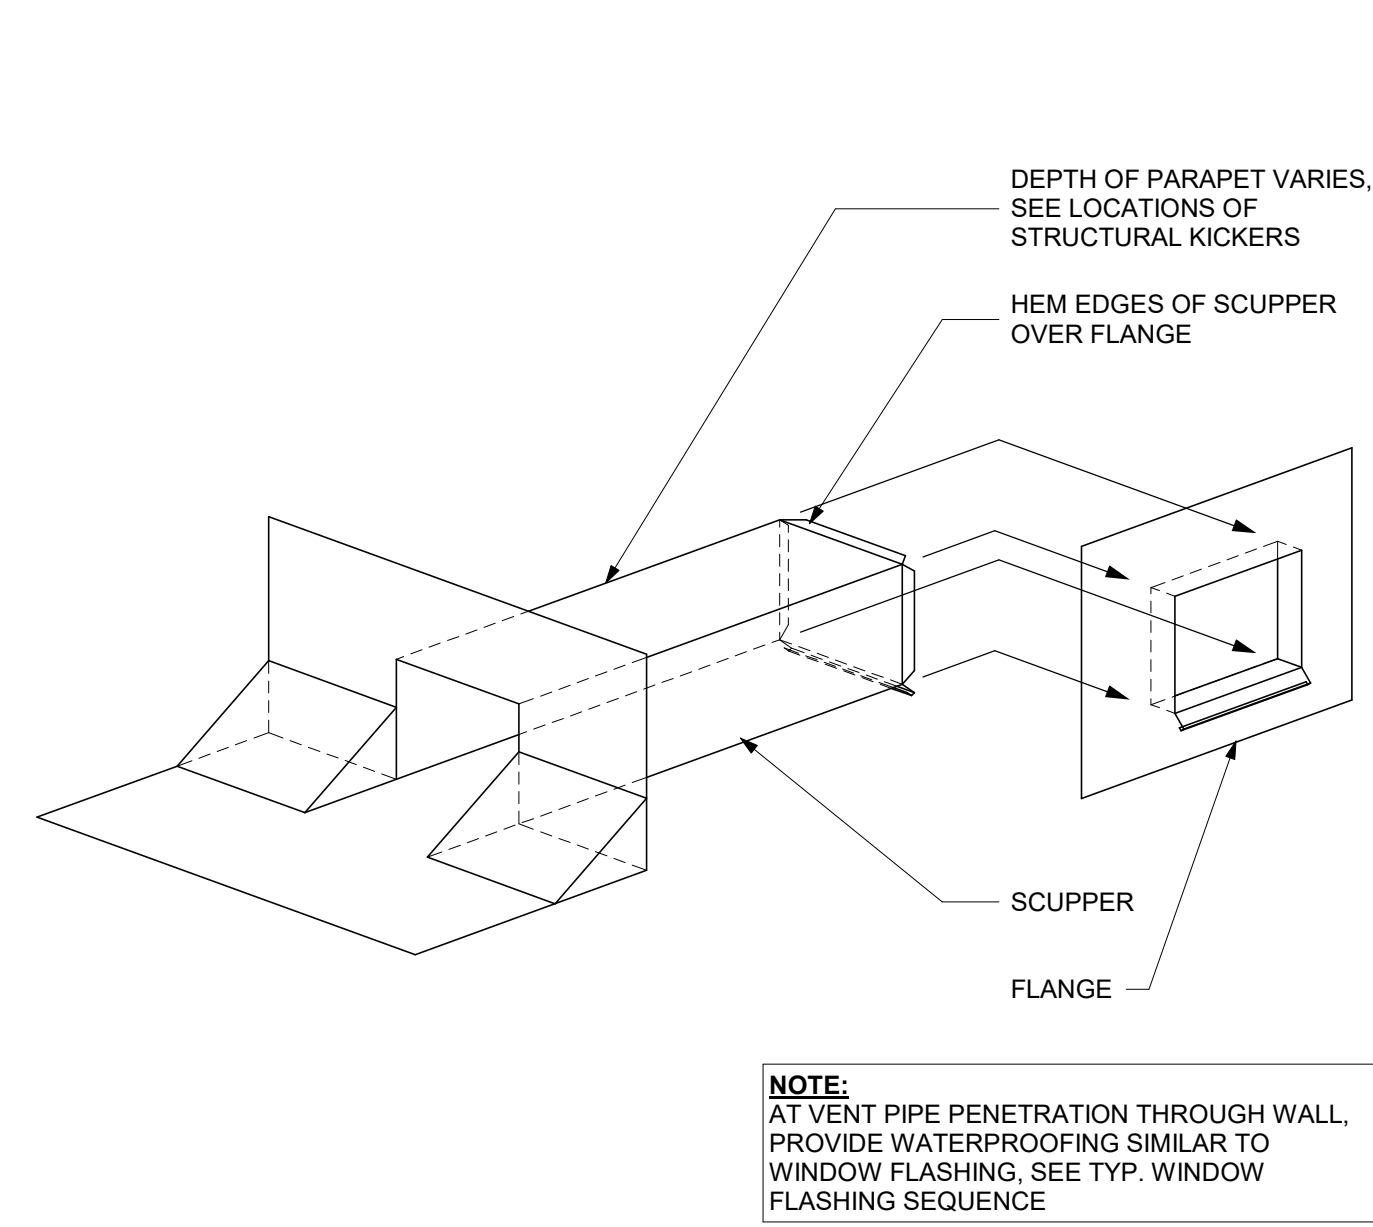 DEPTH OF PARAPET VARIES,
SEE LOCATIONS OF
STRUCTURAL KICKERS
HEM EDGES OF SCUPPER
OVER FLANGE
SCUPPER
FLANGE
NOTE:
AT VENT PIPE PENETRATION THROUGH WALL,
PROVIDE WATERPROOFING SIMILAR TO
WINDOW FLASHING, SEE TYP. WINDOW
FLASHING SEQUENCE